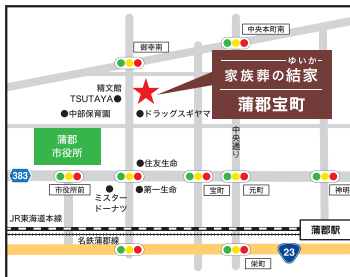 御幸南
中央本町南
ゆいかー
家族葬の結家
蒲郡宝町
精文館
TSUTAYA●
●中部保育園
●ドラッグスギヤマ
蒲郡
市役所
中央通り
●住友生命
383
市役所前
●
ミスター
ドーナツ
●第一生命
宝町
元町
神明
JR東海道本線
蒲郡駅
名鉄蒲郡線
23
栄町